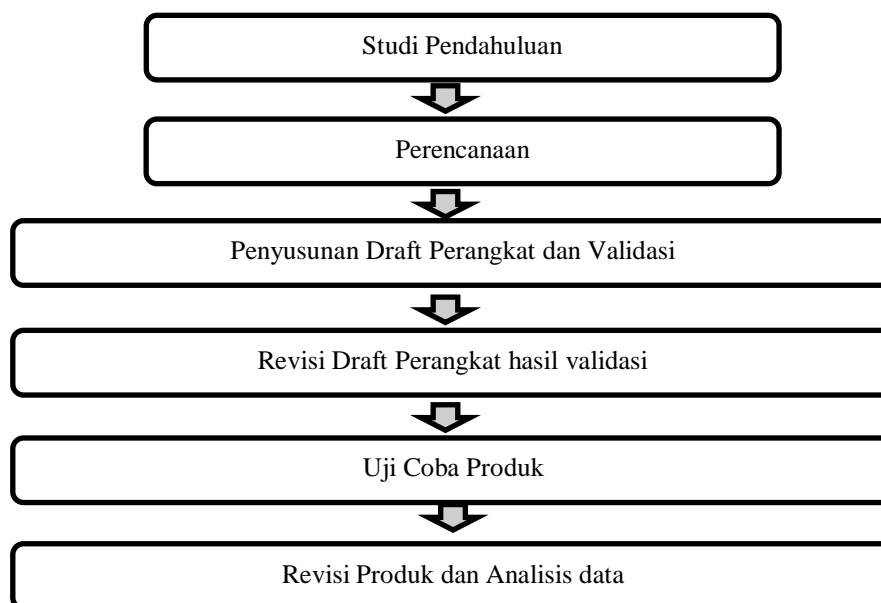 Studi Pendahuluan
Perencanaan
Penyusunan Draft Perangkat dan Validasi
Revisi Draft Perangkat hasil validasi
Uji Coba Produk
Revisi Produk dan Analisis data